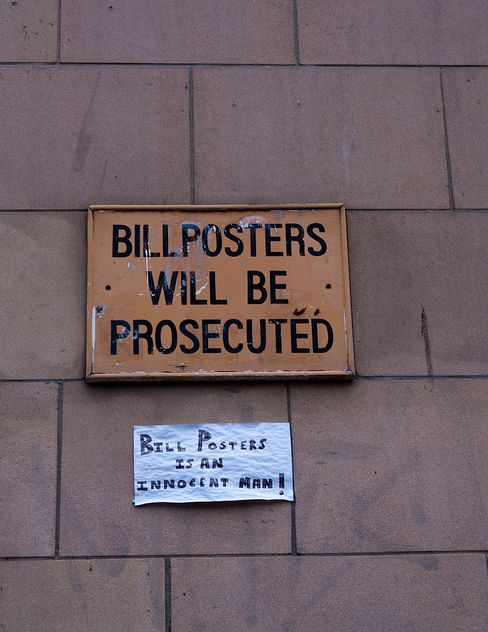 BILLPOSTERS
WILL BE
PROSECUTED
BILL POSTERS
IS AN
INNOCENT MAN!